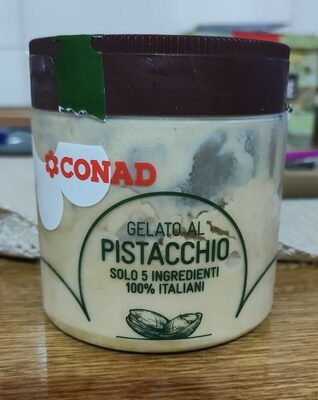 CONAD
GELATO AL
PISTACCHIO
SOLO 5 INGREDIENTI
100% ITALIANI